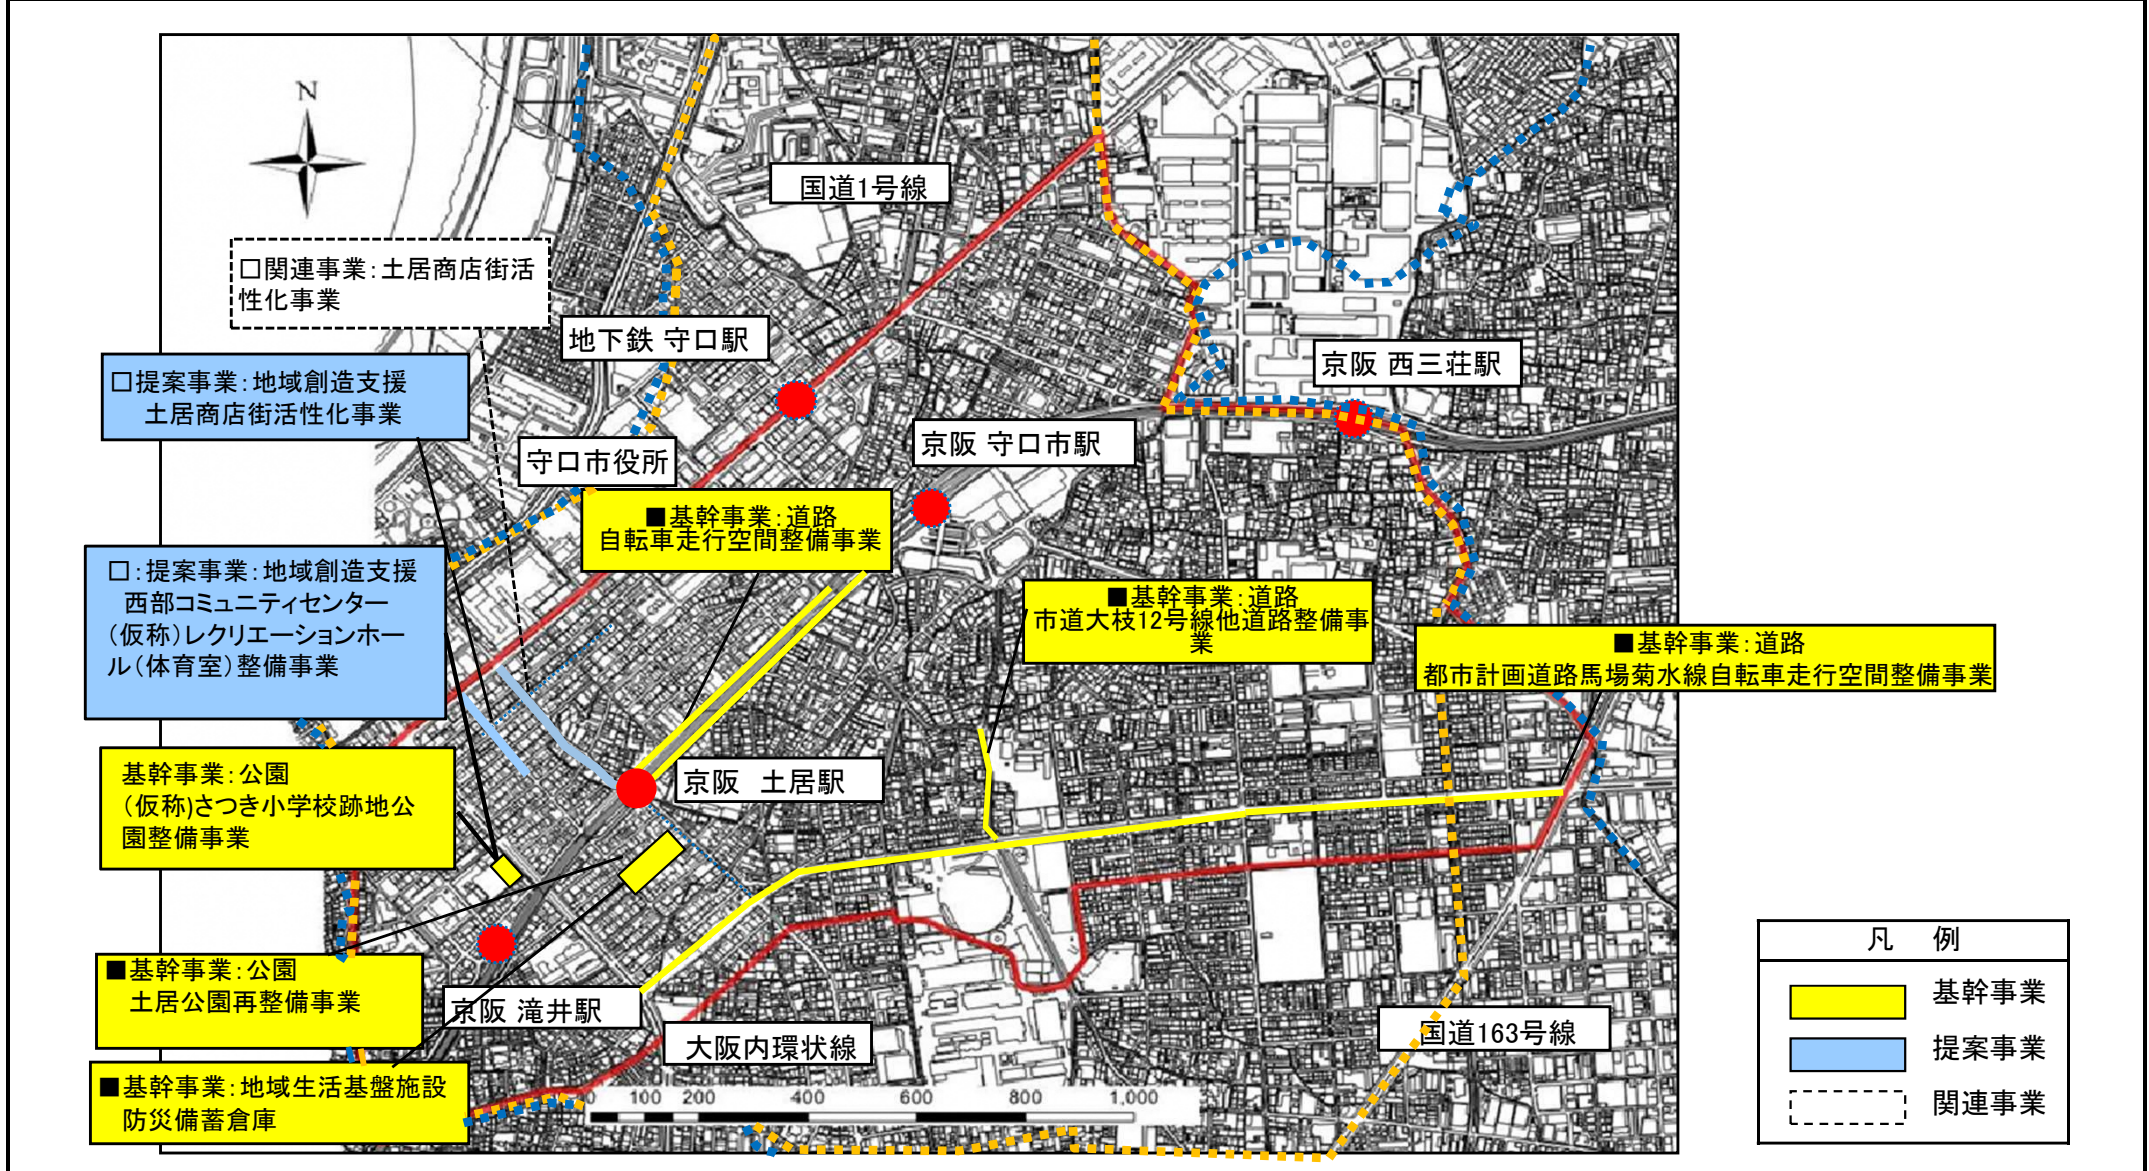 N
国道1号線
□関連事業：土居商店街活
性化事業
地下鉄 守口駅
京阪 西三荘駅
□提案事業：地域創造支援
土居商店街活性化事業
京阪 守口市駅
守口市役所
■基幹事業：道路
自転車走行空間整備事業
□：提案事業：地域創造支援
西部コミュニティセンター
（仮称）レクリエーションホー
ル（体育室）整備事業
■基幹事業：道路
市道大枝12号線他道路整備事
業
■基幹事業：道路
都市計画道路馬場菊水線自転車走行空間整備事業
基幹事業：公園
（仮称)さつき小学校跡地公
園整備事業
京阪　土居駅
■基幹事業：公園
土居公園再整備事業
京阪 滝井駅
大阪内環状線
国道163号線
■基幹事業：地域生活基盤施設
防災備蓄倉庫
0 100 200 400 600 800 1,000
凡　例
基幹事業
提案事業
関連事業